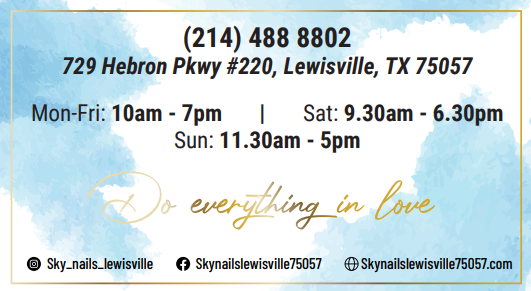 (214) 488 8802
729 Hebron Pkwy #220, Lewisville, TX 75057
Mon-Fri: 10am - 7pm | Sat: 9.30am - 6.30pm
Sun: 11.30am - 5pm
Do everything in love
Sky_nails_lewisville Skynailslewisville75057 Skynailslewisville75057.com